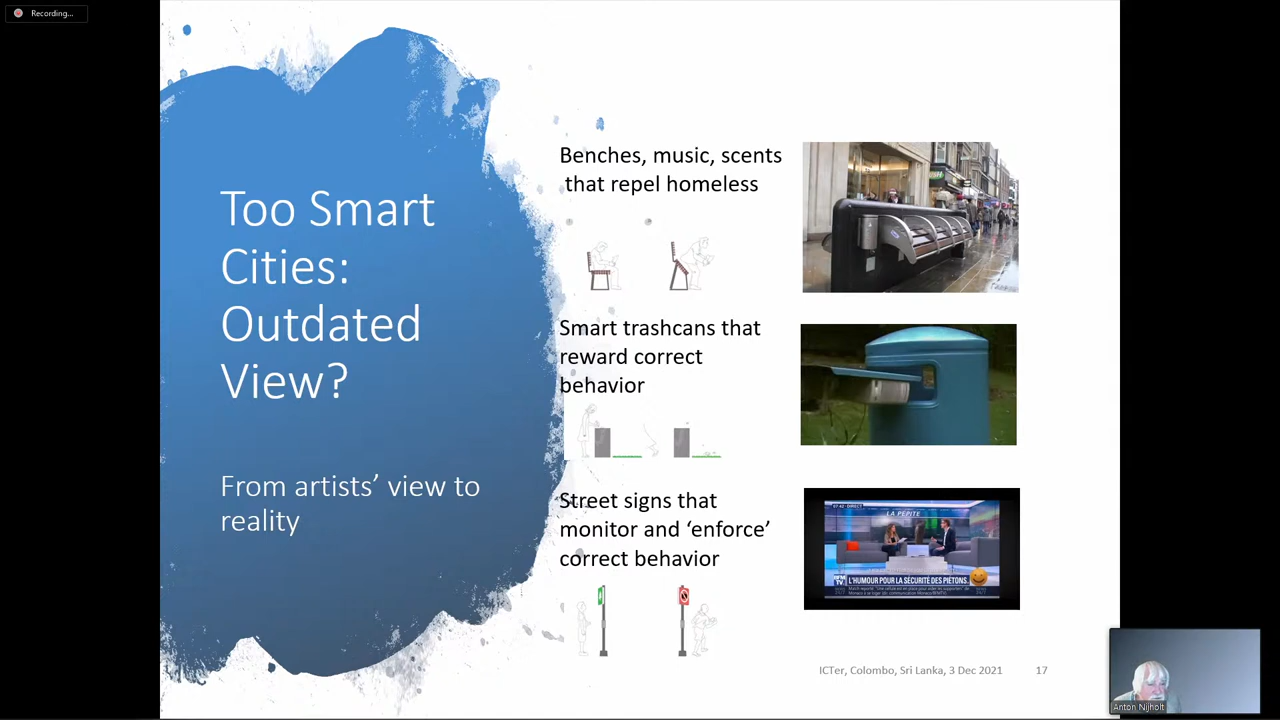 Recording...
Too Smart
Cities:
Outdated
View?
From artists’ view to
reality
Benches, music, scents
that repel homeless
Smart trashcans that
reward correct
behavior
Street signs that
monitor and ‘enforce’
correct behavior
LA PÉPITE
L'HUMOUR POUR LA SÉCURITÉ DES PIÉTONS
ICTer, Colombo, Sri Lanka, 3 Dec 2021
17
Anton Nijholt